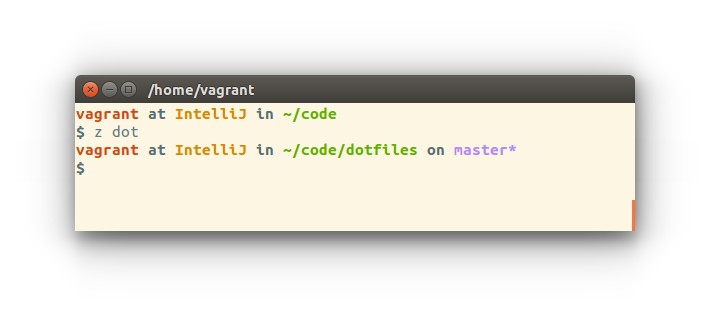 /home/vagrant
vagrant at IntelliJ in ~/code
$ z dot
vagrant at IntelliJ in ~/code/dotfiles on master*
$